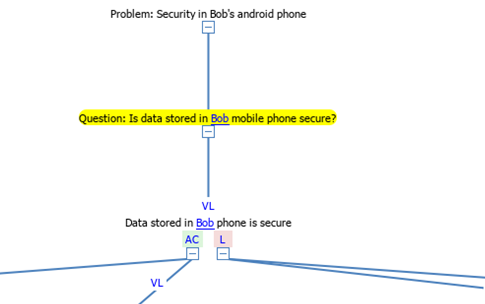 Problem: Security in Bob's android phone
Question: Is data stored in Bob mobile phone secure?
VL
Data stored in Bob phone is secure
AC L
VL